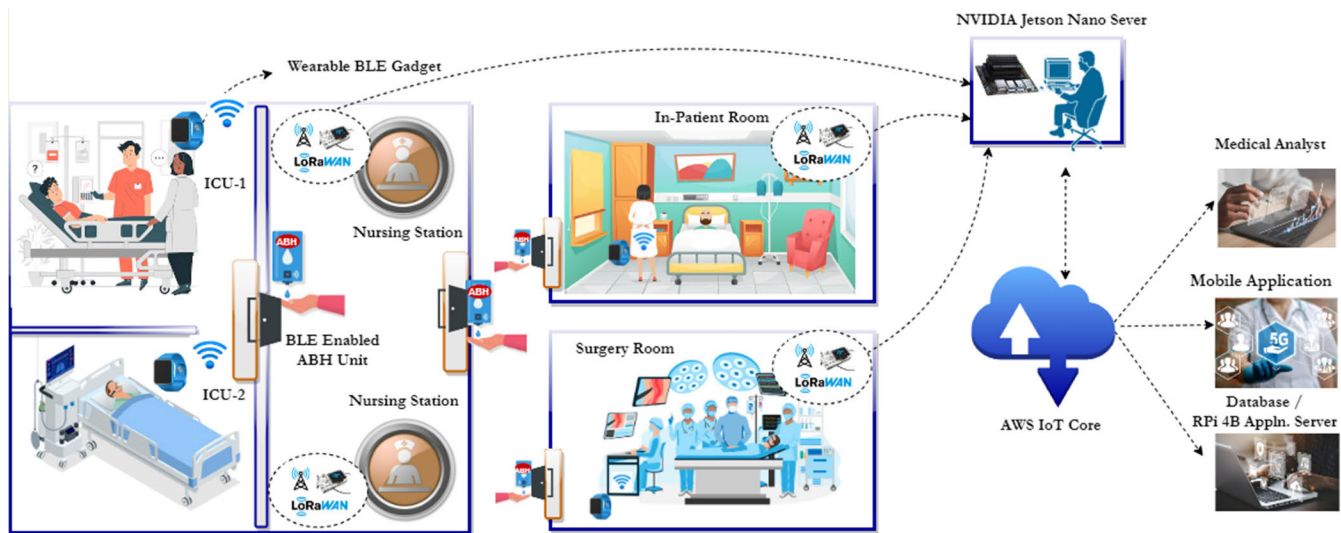 NVIDIA Jetson Nano Sever
Wearable BLE Gadget
ICU-1
LoRaWAN
Nursing Station
ABH
BLE Enabled
ABH Unit
ICU-2
Nursing Station
LoRaWAN
ABH
In-Patient Room
LoRaWAN
ABH
Surgery Room
LoRaWAN
ABH
AWS IoT Core
Medical Analyst
Mobile Application
5G
Database /
RPi 4B Appln. Server
?
...